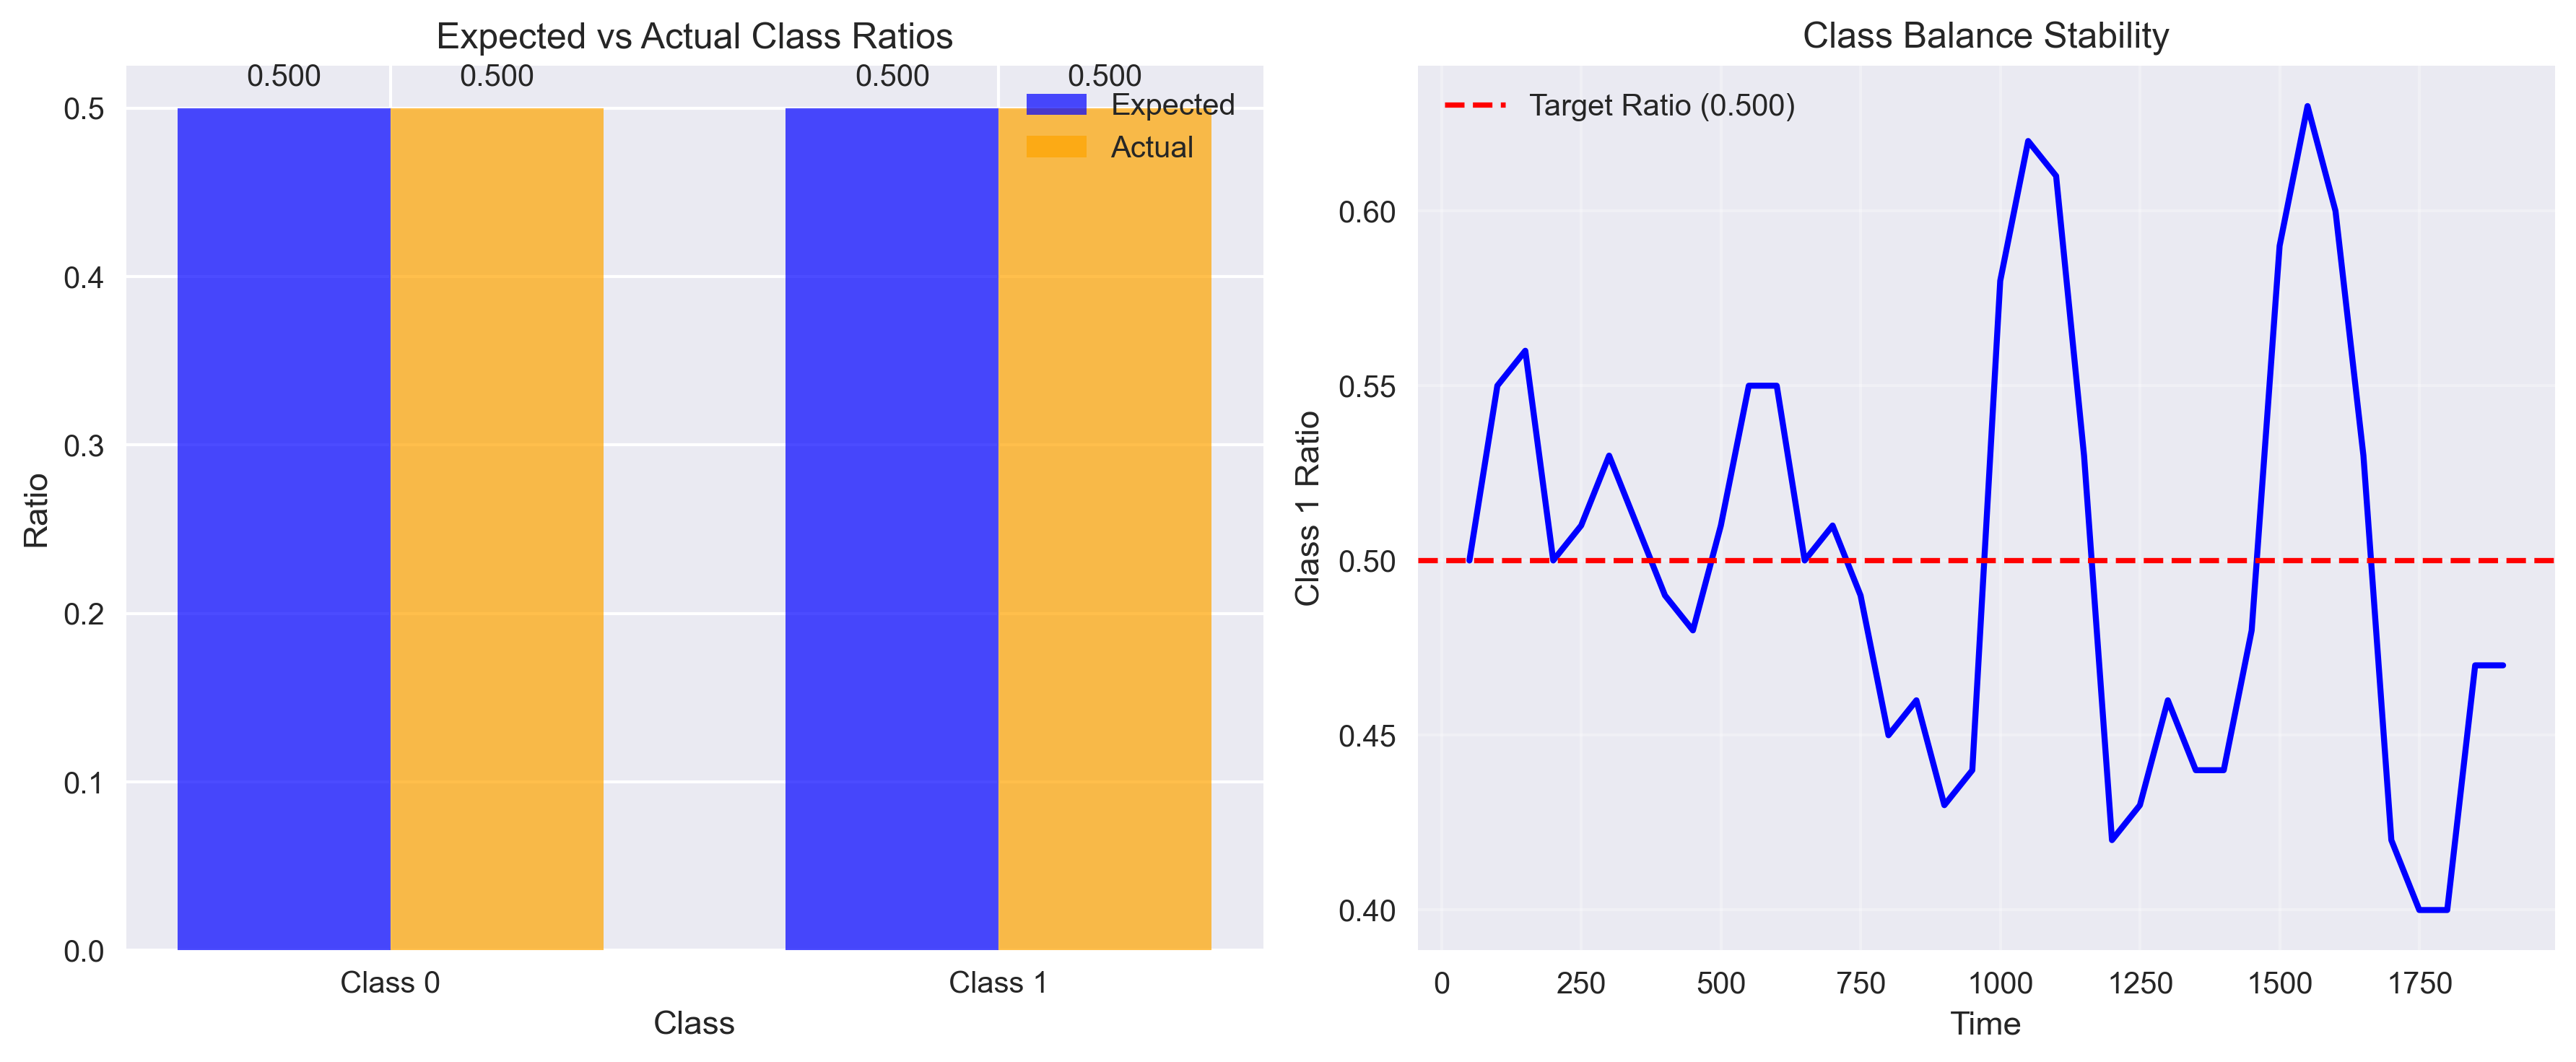 Expected vs Actual Class Ratios
0.500 0.500 0.500 0.500
Expected
Actual
0.5
0.4
0.3
0.2
0.1
0.0
Ratio
Class 0 Class 1
Class
Class Balance Stability
Target Ratio (0.500)
0.60
0.55
0.50
0.45
0.40
Class 1 Ratio
0 250 500 750 1000 1250 1500 1750
Time